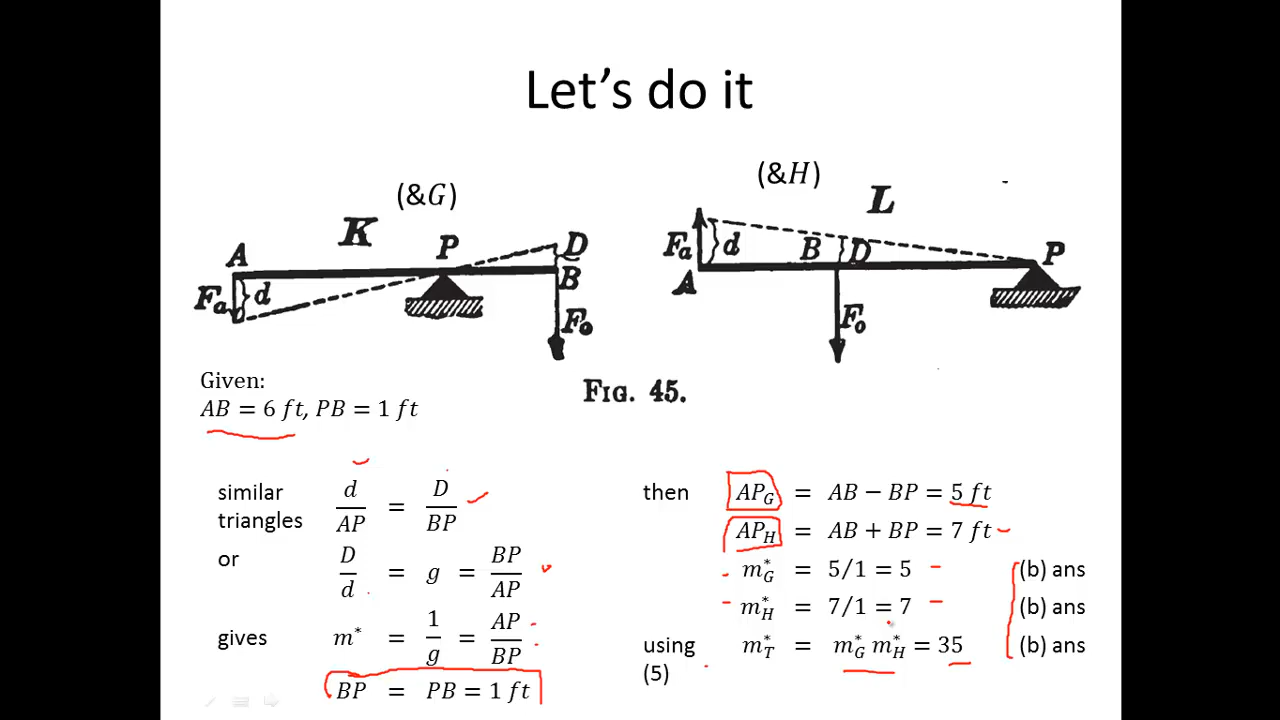 Let's do it
(&G)
K
A
P
D
B
Fₐ
d
F₀
(&H)
L
Fₐ
d
B
D
P
A
F₀
FIG. 45.
Given:
AB = 6 ft, PB = 1 ft
similar triangles d/AP = D/BP
or D/d = g = BP/AP
gives m* = 1/g = AP/BP
BP = PB = 1 ft
then AP_G = AB − BP = 5 ft
AP_H = AB + BP = 7 ft
m*_G = 5/1 = 5 (b) ans
m*_H = 7/1 = 7 (b) ans
using (5) m*_T = m*_G m*_H = 35 (b) ans